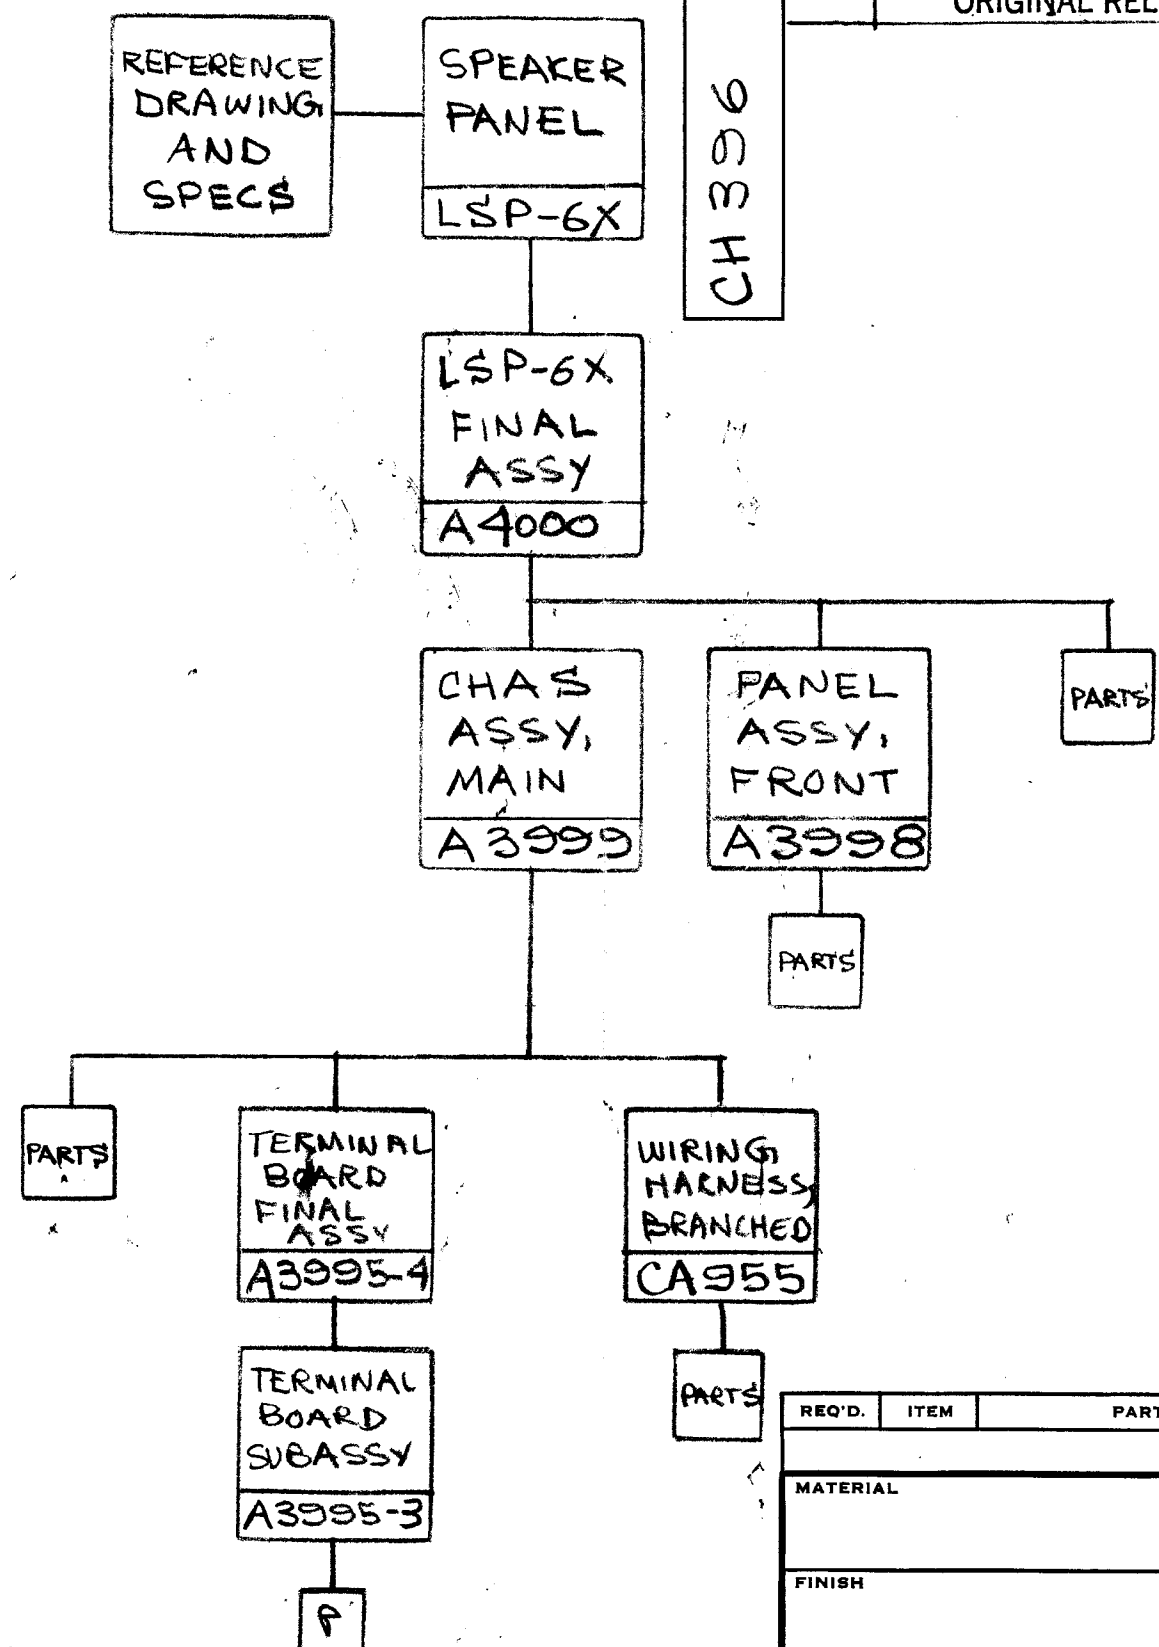 ORIGINAL REL
REFERENCE
DRAWING
AND
SPECS
SPEAKER
PANEL
LSP-6X
CH 396
LSP-6X
FINAL
ASSY
A4000
CHAS
ASSY,
MAIN
A3999
PANEL
ASSY,
FRONT
A3998
PARTS
PARTS
PARTS
TERMINAL
BOARD
FINAL
ASSY
A3995-4
WIRING
HARNESS,
BRANCHED
CA955
TERMINAL
BOARD
SUBASSY
A3995-3
PARTS
P
REQ'D. ITEM PART
MATERIAL
FINISH